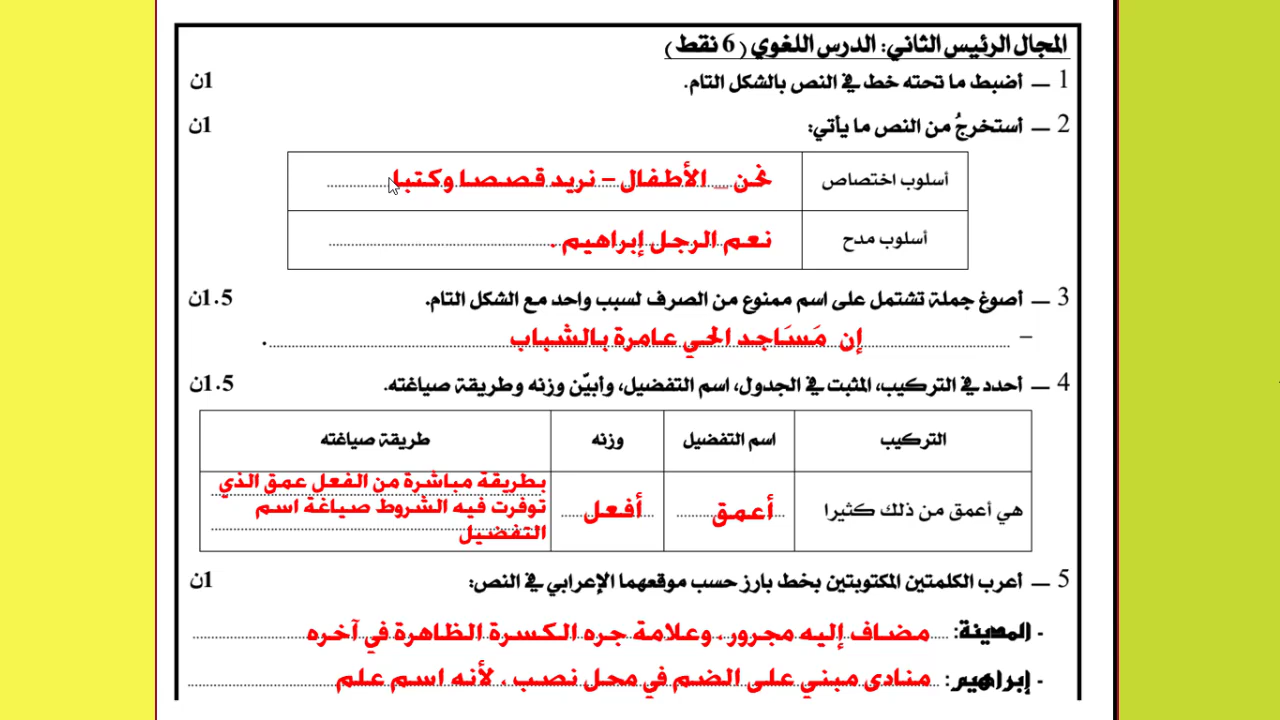 المجال الرئيس الثاني: الدرس اللغوي ( 6 نقط )
1 ـ أضبط ما تحته خط في النص بالشكل التام. 1ن
2 ـ أستخرجُ من النص ما يأتي: 1ن
أسلوب اختصاص نحن _ الأطفال – نريد قصصا وكتبا
أسلوب مدح نعم الرجل إبراهيم .
3 ـ أصوغ جملة تشتمل على اسم ممنوع من الصرف لسبب واحد مع الشكل التام. 1.5ن
– إن مَسَاجد الحي عامرة بالشباب .
4 ـ أحدد في التركيب، المثبت في الجدول، اسم التفضيل، وأبيّن وزنه وطريقة صياغته. 1.5ن
التركيب اسم التفضيل وزنه طريقة صياغته
هي أعمق من ذلك كثيرا أعمق أفعل بطريقة مباشرة من الفعل عمق الذي
توفرت فيه الشروط صياغة اسم
التفضيل
5 ـ أعرب الكلمتين المكتوبتين بخط بارز حسب موقعهما الإعرابي في النص: 1ن
- المدينة: مضاف إليه مجرور، وعلامة جره الكسرة الظاهرة في آخره
- إبراهيم: منادى مبني على الضم في محل نصب ، لأنه اسم علم